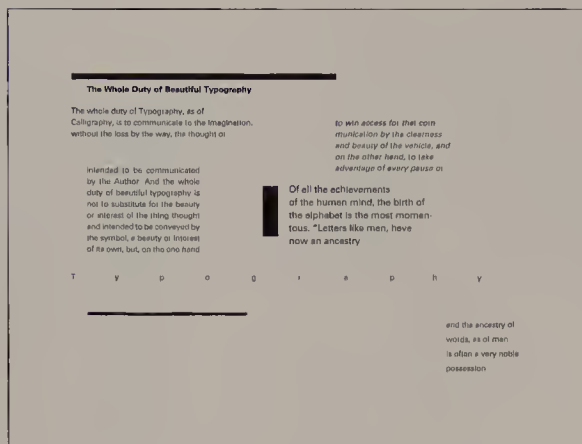 The Whole Duty of Beautiful Typography
The whole duty of Typography, as of
Calligraphy, is to communicate to the Imagination,
without the loss by the way, the thought or
intended to be communicated
by the Author. And the whole
duty of beautiful typography is
not to substitute for the beauty
or interest of the thing thought
and intended to be conveyed by
the symbol, a beauty or interest
of its own, but, on the one hand
to win access for that com
munication by the clearness
and beauty of the vehicle, and
on the other hand, to take
advantage of every pause or
Of all the achievements
of the human mind, the birth of
the alphabet is the most momen-
tous. "Letters like men, have
now an ancestry
T y p o g r a p h y
and the ancestry of
words, as of man
is often a very noble
possession